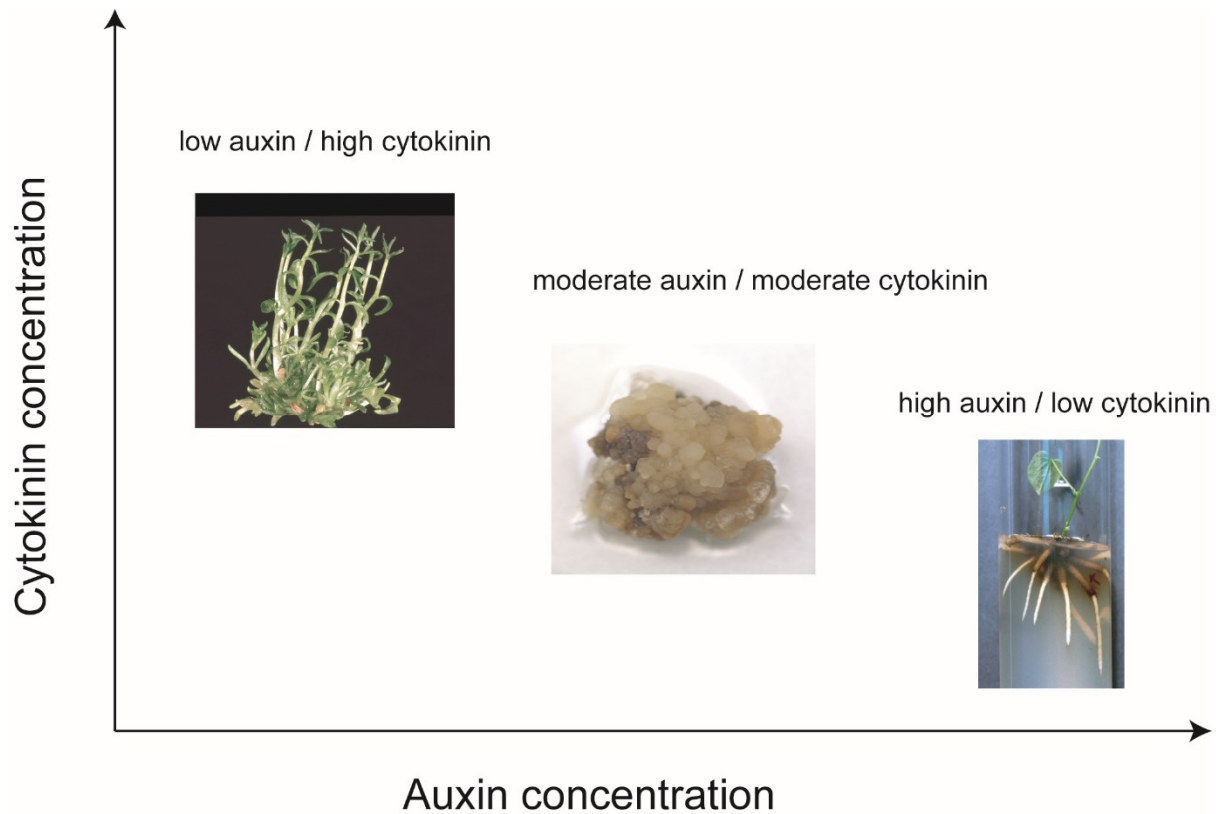 low auxin / high cytokinin
moderate auxin / moderate cytokinin
high auxin / low cytokinin
Cytokinin concentration
Auxin concentration